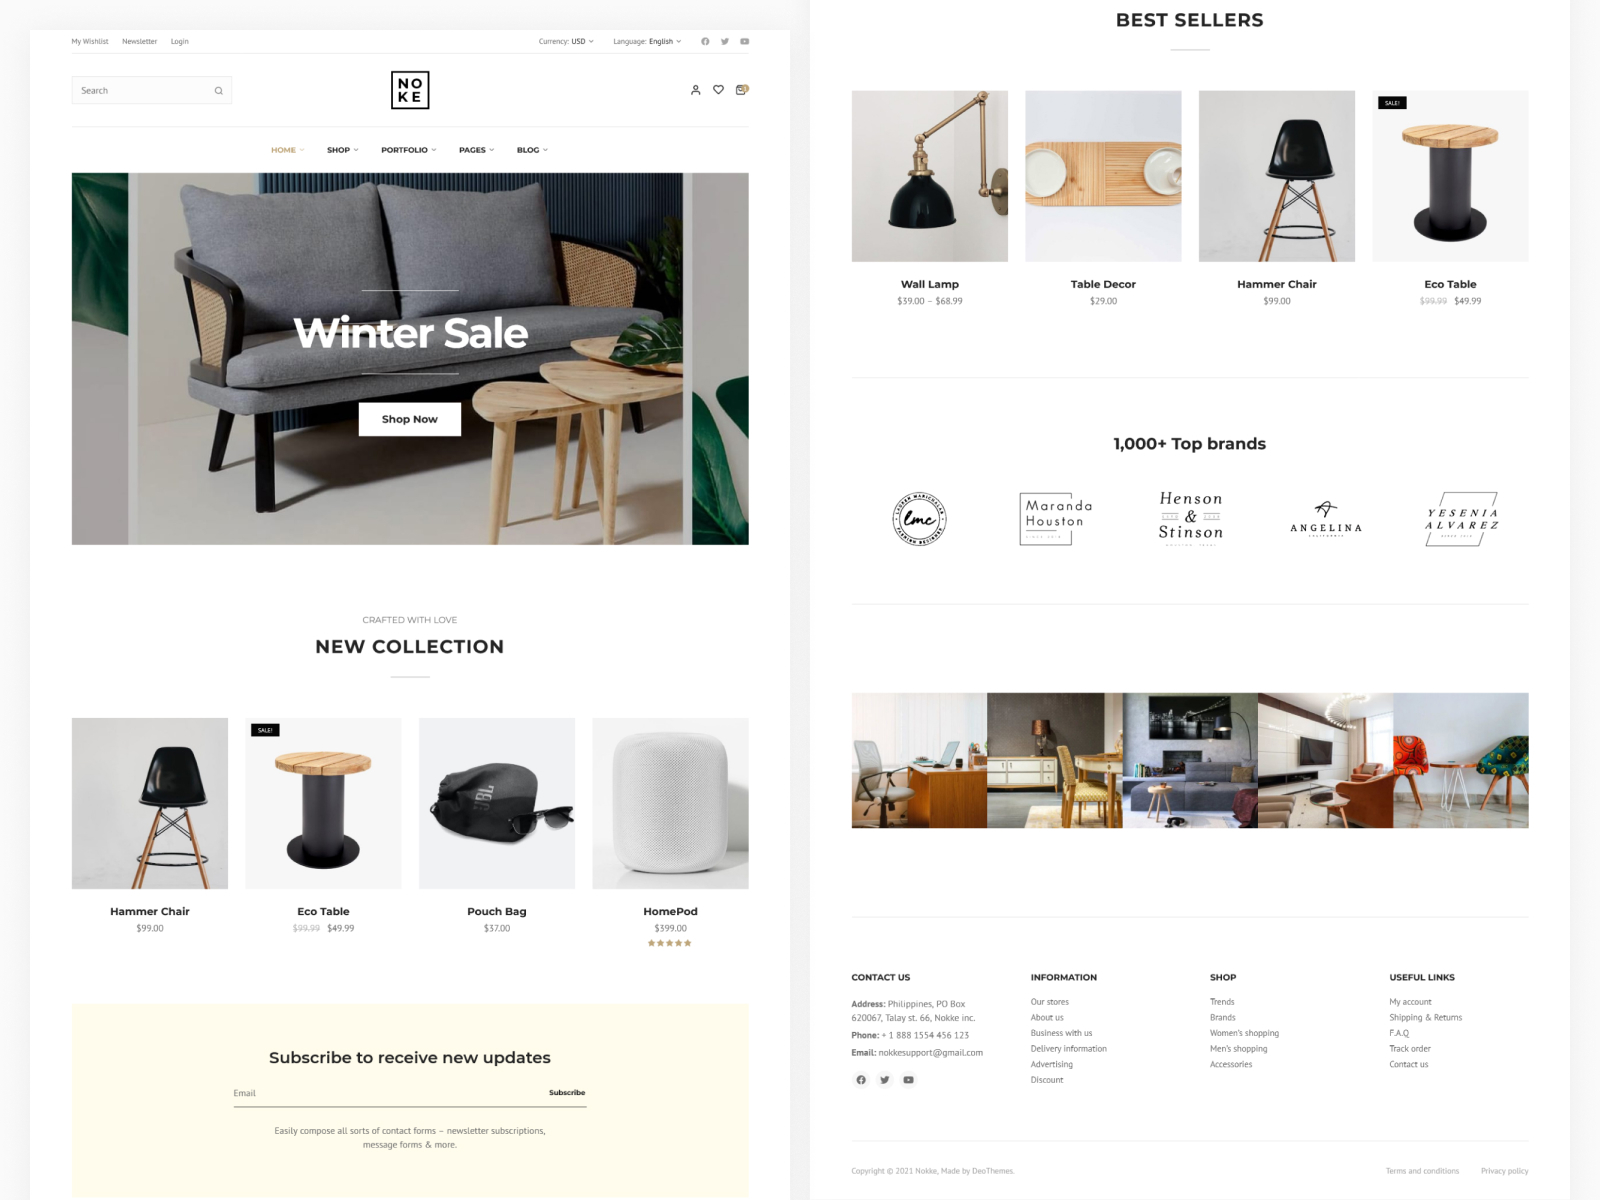 My Wishlist Newsletter Login Currency: USD Language: English
Search
NO
KE
1
HOME SHOP PORTFOLIO PAGES BLOG
Winter Sale
Shop Now
CRAFTED WITH LOVE
NEW COLLECTION
SALE!
JBL
Hammer Chair
$99.00
Eco Table
$99.99 $49.99
Pouch Bag
$37.00
HomePod
$399.00
Subscribe to receive new updates
Email Subscribe
Easily compose all sorts of contact forms – newsletter subscriptions,
message forms & more.
BEST SELLERS
SALE!
Wall Lamp
$39.00 – $68.99
Table Decor
$29.00
Hammer Chair
$99.00
Eco Table
$99.99 $49.99
1,000+ Top brands
LAUREN MARICHALAR
lmc
FASHION DESIGNER
Maranda
Houston
Henson
&
Stinson
ANGELINA
CALIFORNIA
YESENIA
ALVAREZ
CONTACT US
Address: Philippines, PO Box
620067, Talay st. 66, Nokke inc.
Phone: + 1 888 1554 456 123
Email: nokkesupport@gmail.com
INFORMATION
Our stores
About us
Business with us
Delivery information
Advertising
Discount
SHOP
Trends
Brands
Women's shopping
Men's shopping
Accessories
USEFUL LINKS
My account
Shipping & Returns
F.A.Q
Track order
Contact us
Copyright © 2021 Nokke, Made by DeoThemes.
Terms and conditions Privacy policy